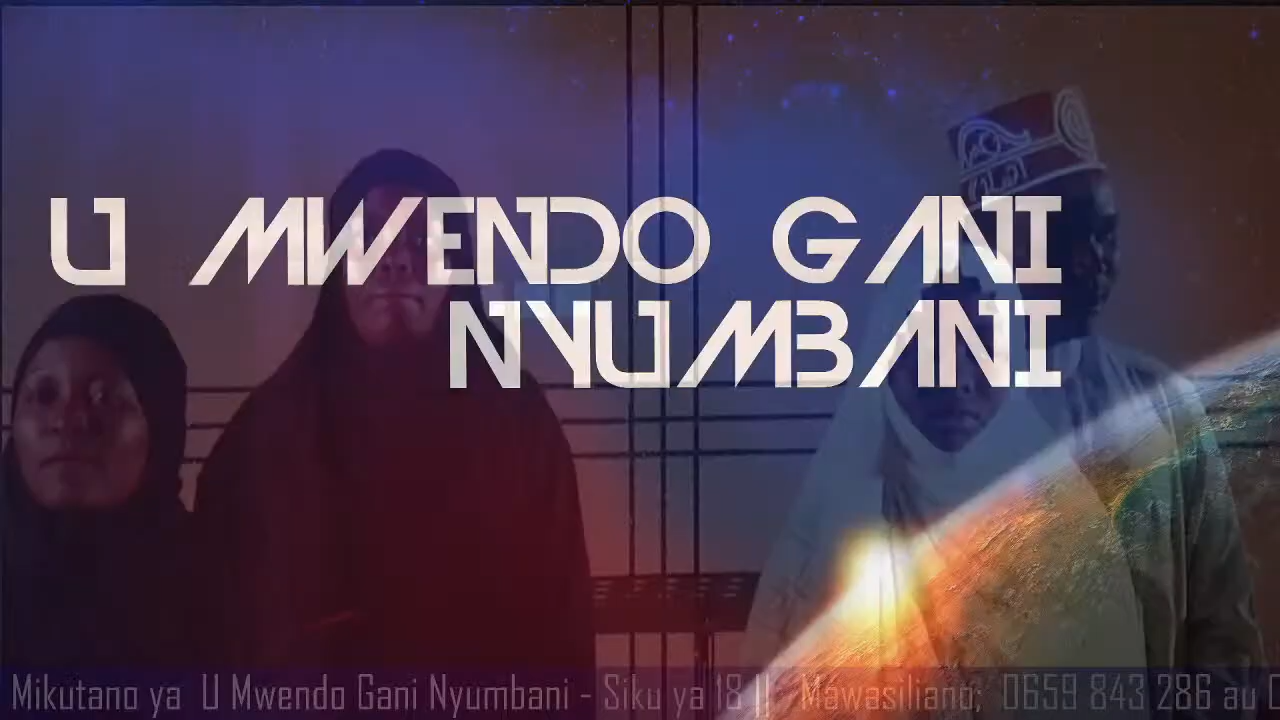 U MWENDO GANI
NYUMBANI
Mikutano ya U Mwendo Gani Nyumbani - Siku ya 18 || Mawasiliano; 0659 843 286 au